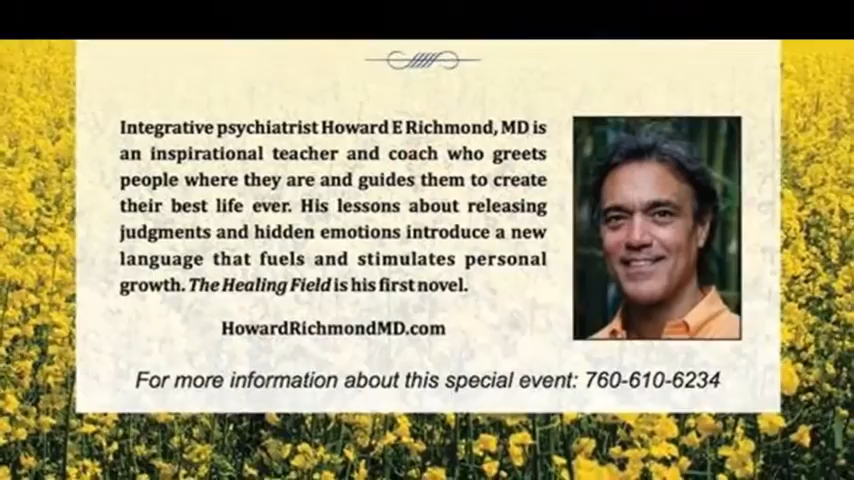 Integrative psychiatrist Howard E Richmond, MD is
an inspirational teacher and coach who greets
people where they are and guides them to create
their best life ever. His lessons about releasing
judgments and hidden emotions introduce a new
language that fuels and stimulates personal
growth. The Healing Field is his first novel.
HowardRichmondMD.com
For more information about this special event: 760-610-6234